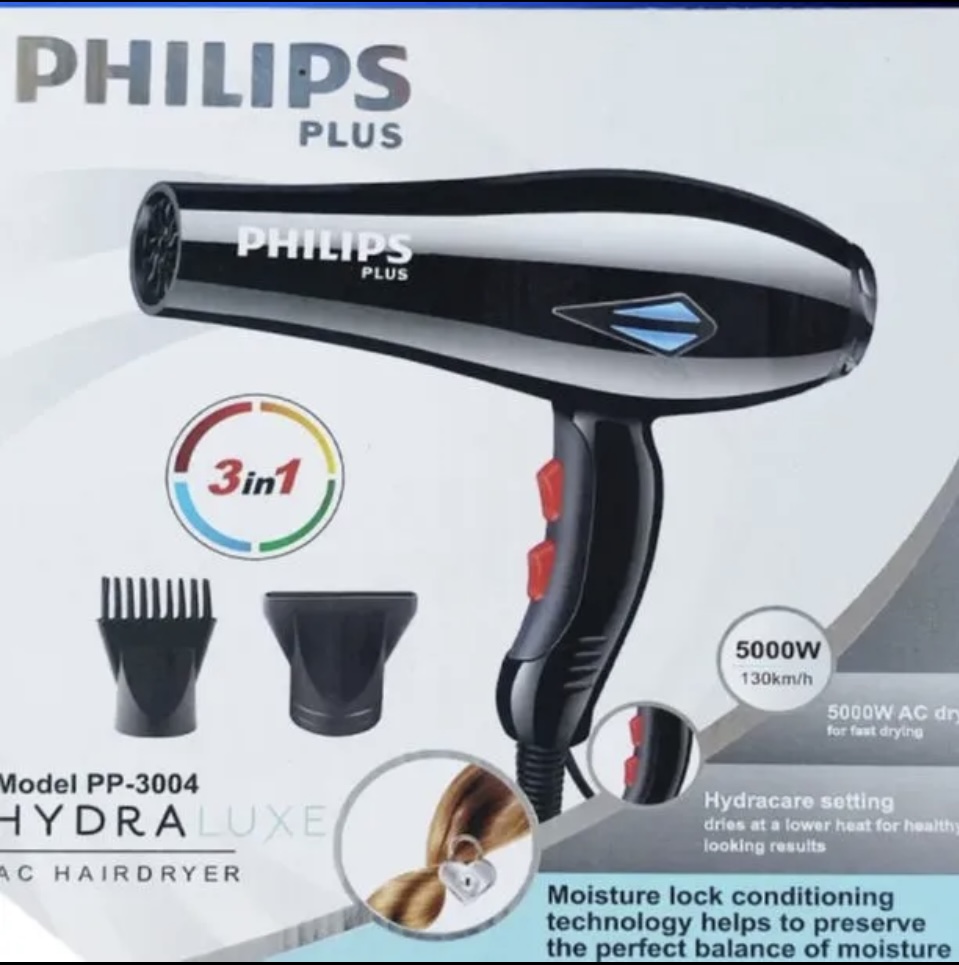 PHILIPS
PLUS
PHILIPS
PLUS
3in1
5000W
130km/h
5000W AC dry
for fast drying
Model PP-3004
HYDRALUXE
AC HAIRDRYER
Hydracare setting
dries at a lower heat for healthy
looking results
Moisture lock conditioning
technology helps to preserve
the perfect balance of moisture